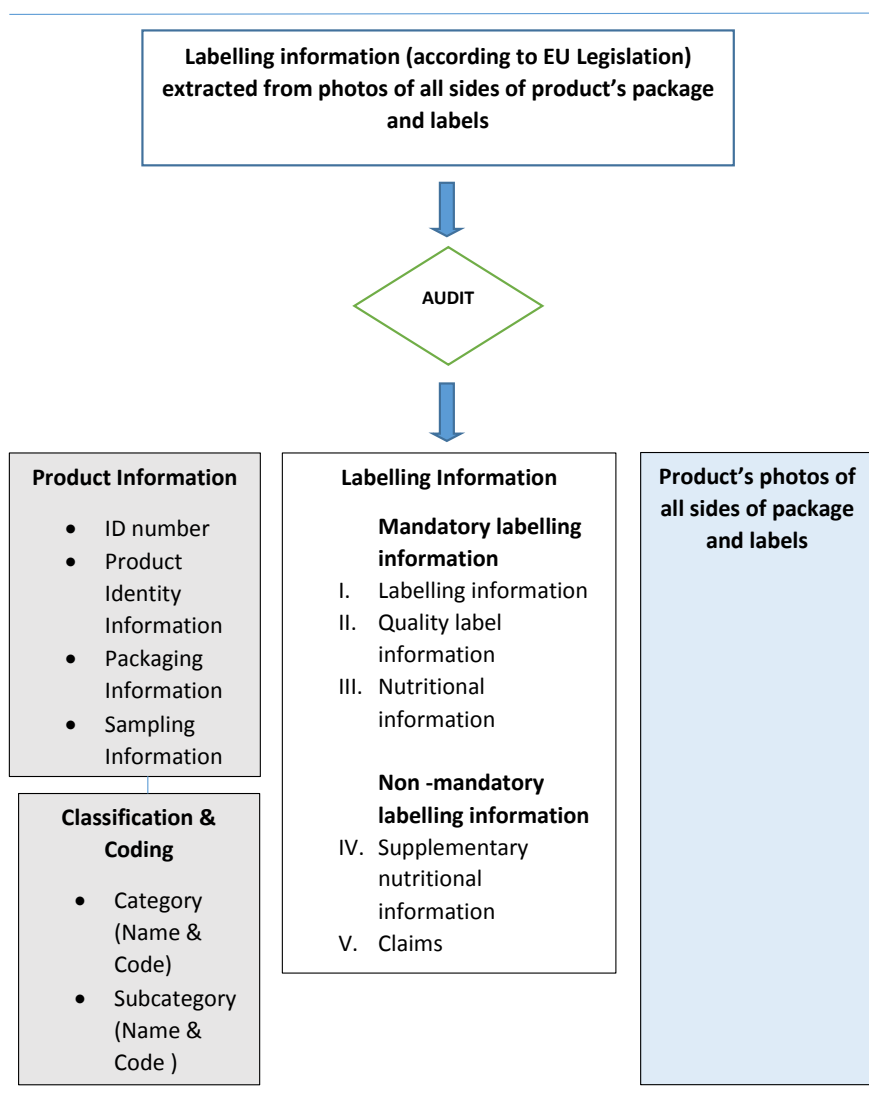 Labelling information (according to EU Legislation)
extracted from photos of all sides of product’s package
and labels
AUDIT
Product Information
• ID number
• Product
Identity
Information
• Packaging
Information
• Sampling
Information
Classification &
Coding
• Category
(Name &
Code)
• Subcategory
(Name &
Code )
Labelling Information
Mandatory labelling
information
I. Labelling information
II. Quality label
information
III. Nutritional
information
Non -mandatory
labelling information
IV. Supplementary
nutritional
information
V. Claims
Product’s photos of
all sides of package
and labels